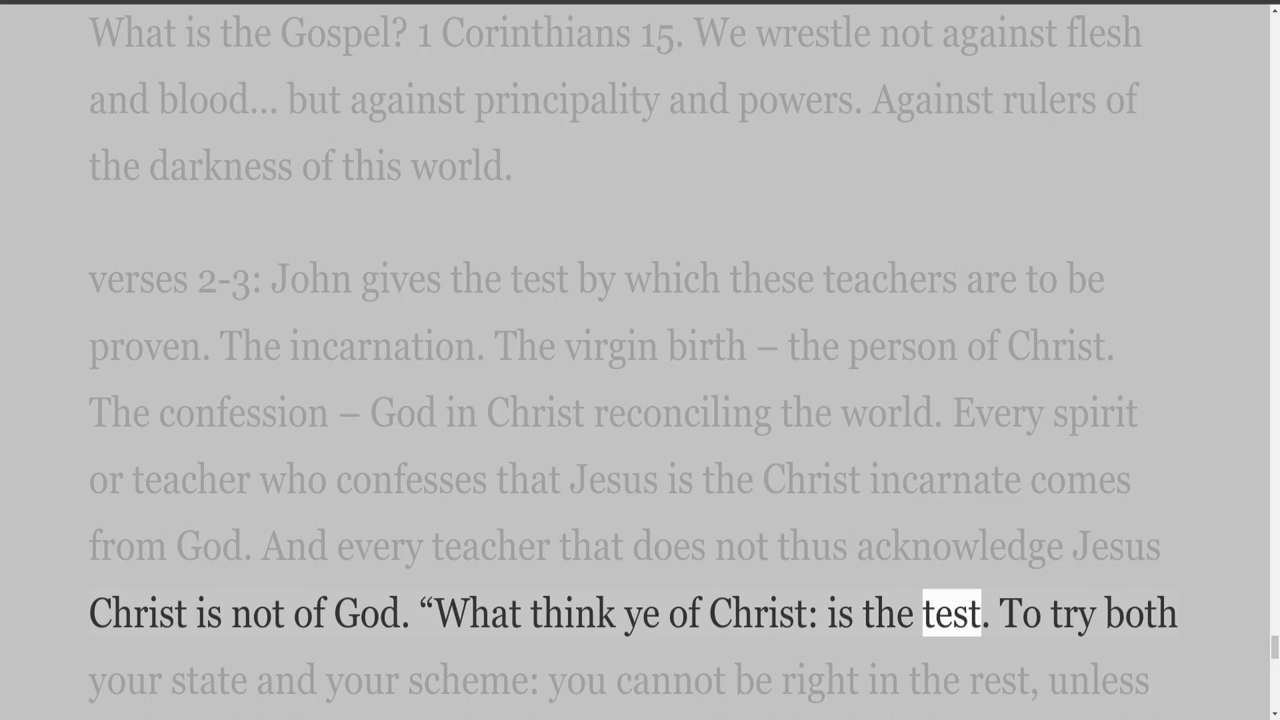 What is the Gospel? 1 Corinthians 15. We wrestle not against flesh
and blood... but against principality and powers. Against rulers of
the darkness of this world.
verses 2-3: John gives the test by which these teachers are to be
proven. The incarnation. The virgin birth – the person of Christ.
The confession – God in Christ reconciling the world. Every spirit
or teacher who confesses that Jesus is the Christ incarnate comes
from God. And every teacher that does not thus acknowledge Jesus
Christ is not of God. “What think ye of Christ: is the test. To try both
your state and your scheme: you cannot be right in the rest, unless